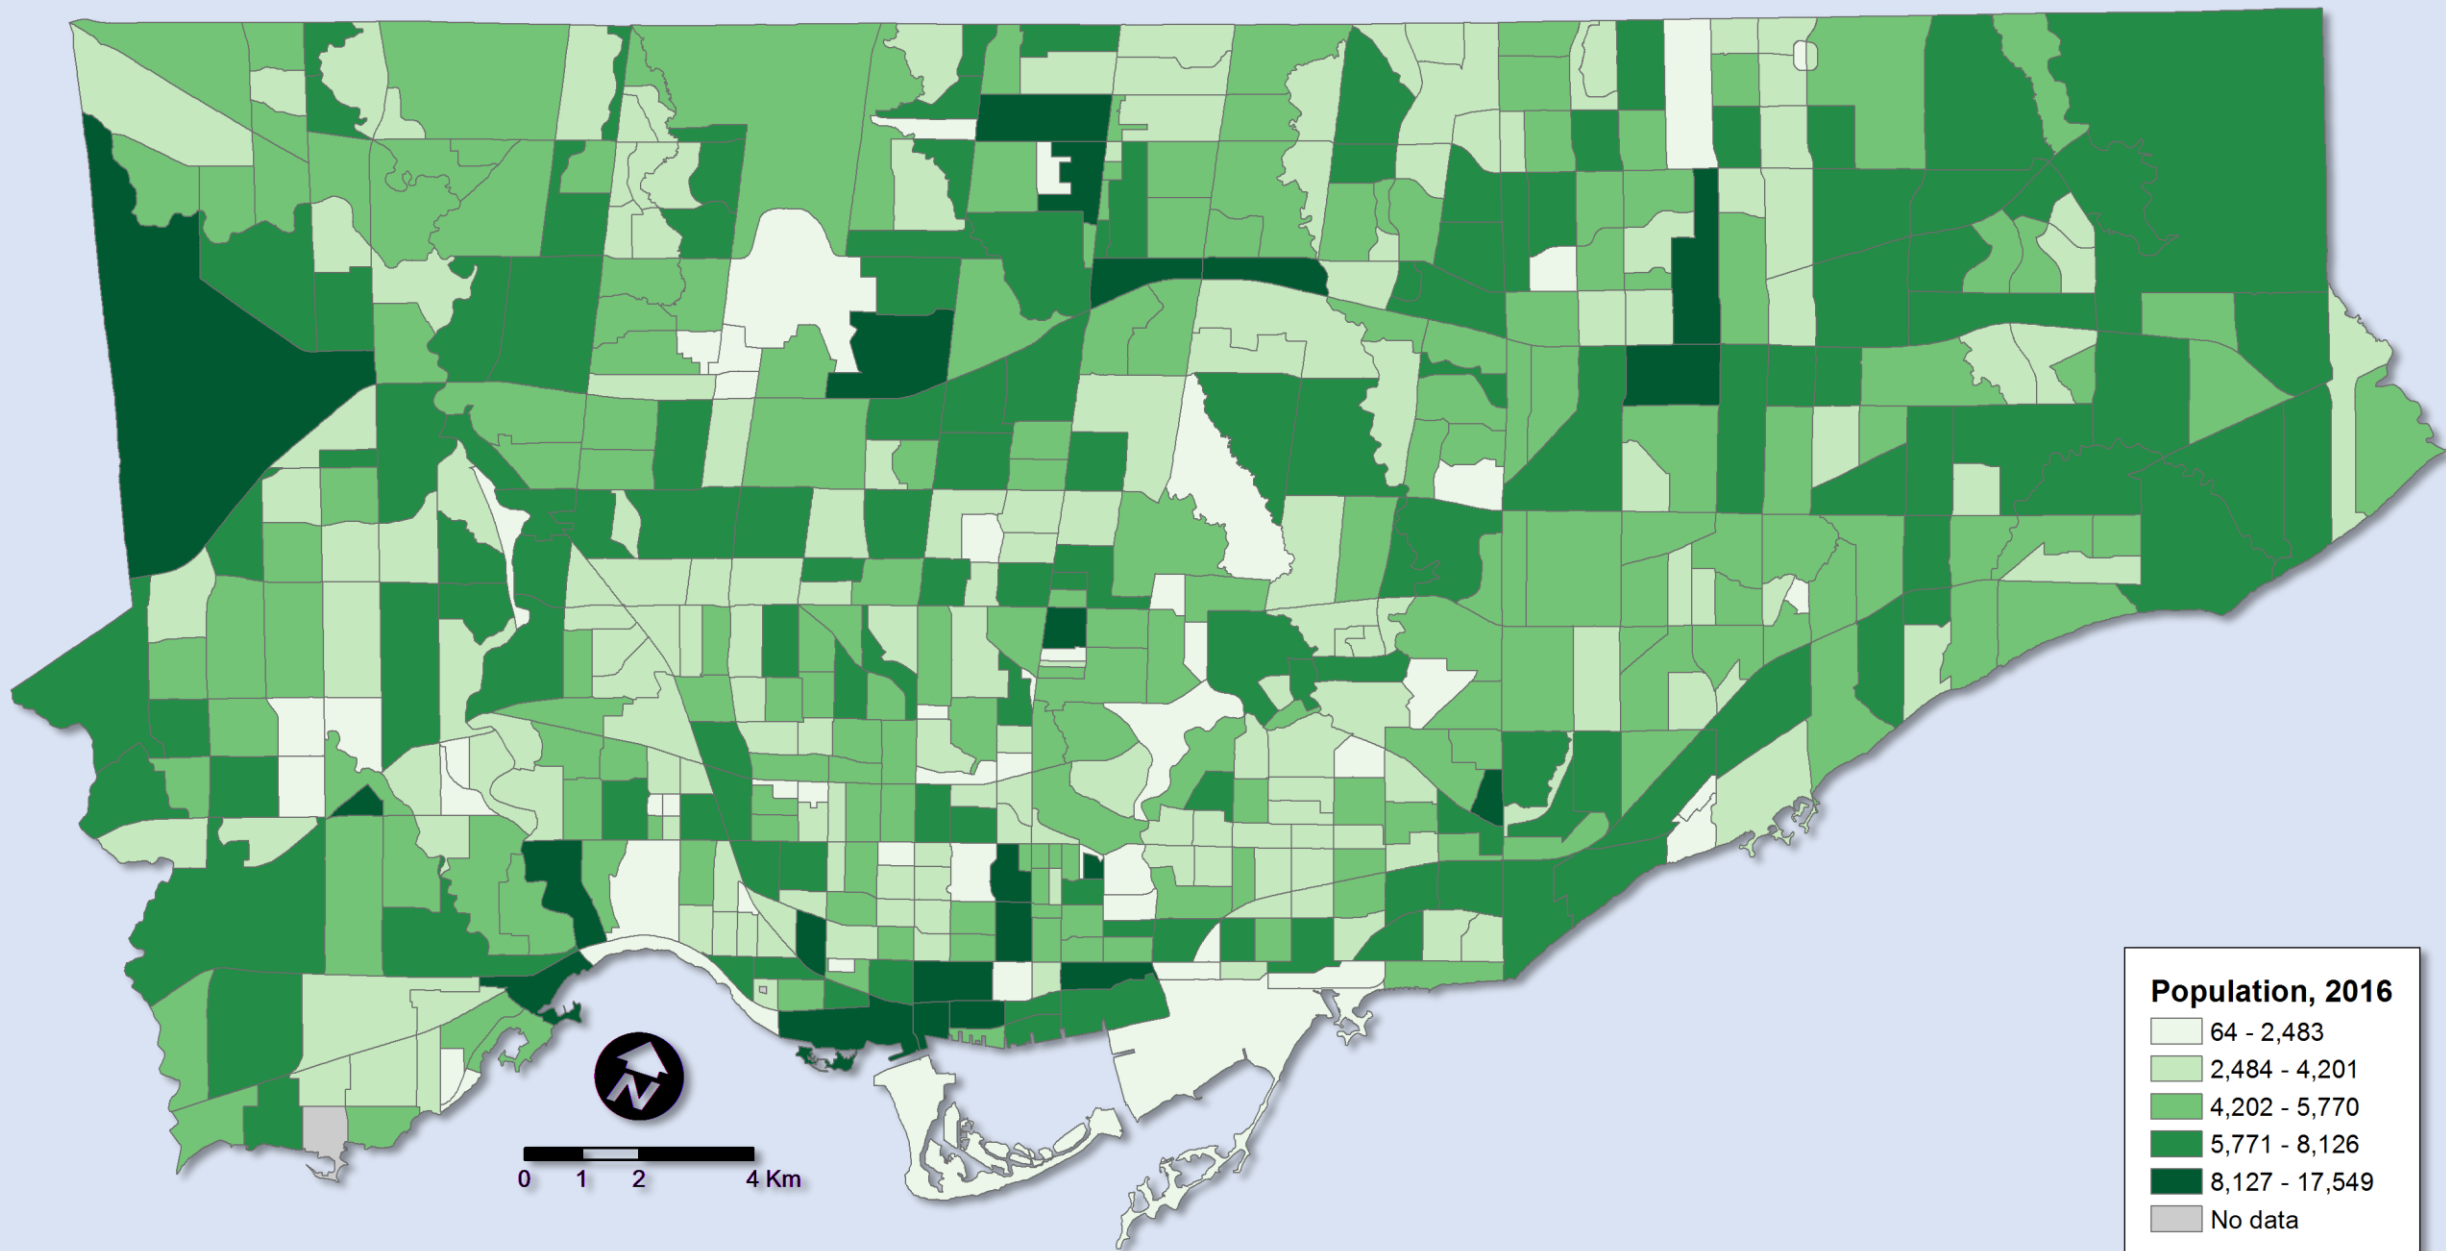 N
0 1 2 4 Km
Population, 2016
64 - 2,483
2,484 - 4,201
4,202 - 5,770
5,771 - 8,126
8,127 - 17,549
No data